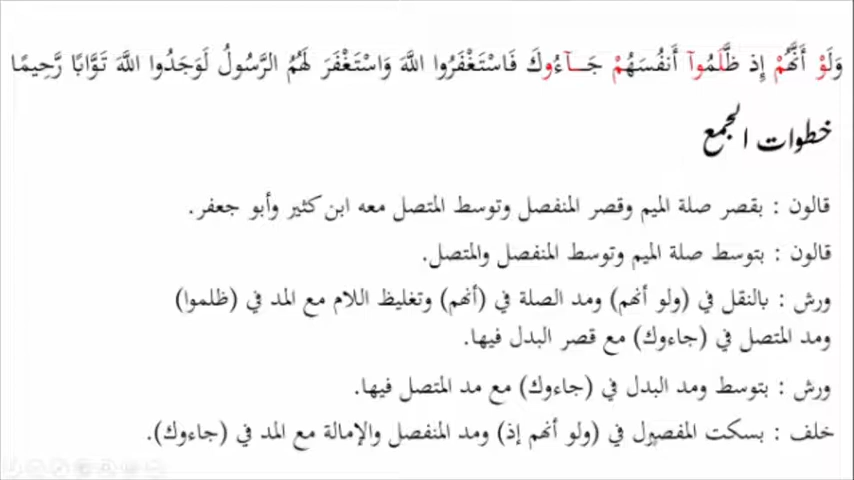 وَلَوْ أَنَّهُمْ إِذ ظَّلَمُوآ أَنفُسَهُمْ جَـآءُوكَ فَاسْتَغْفَرُوا اللَّهَ وَاسْتَغْفَرَ لَهُمُ الرَّسُولُ لَوَجَدُوا اللَّهَ تَوَّابًا رَّحِيمًا
خطوات الجمع
قالون : بقصر صلة الميم وقصر المنفصل وتوسط المتصل معه ابن كثير وأبو جعفر.
قالون : بتوسط صلة الميم وتوسط المنفصل والمتصل.
ورش : بالنقل في (ولو أنهم) ومد الصلة في (أنهم) وتغليظ اللام مع المد في (ظلموا)
ومد المتصل في (جاءوك) مع قصر البدل فيها.
ورش : بتوسط ومد البدل في (جاءوك) مع مد المتصل فيها.
خلف : بسكت المفصول في (ولو أنهم إذ) ومد المنفصل والإمالة مع المد في (جاءوك).